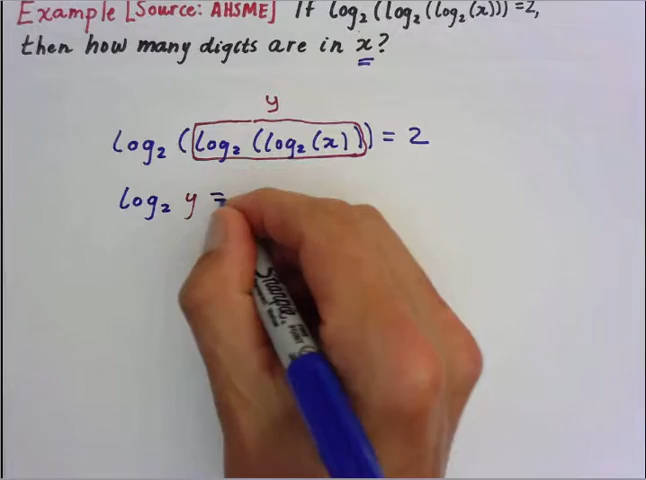 Example [Source: AHSME] If log₂(log₂(log₂(x)))=2,
then how many digits are in x?
y
log₂(log₂(log₂(x))) = 2
log₂ y =
Sharpie